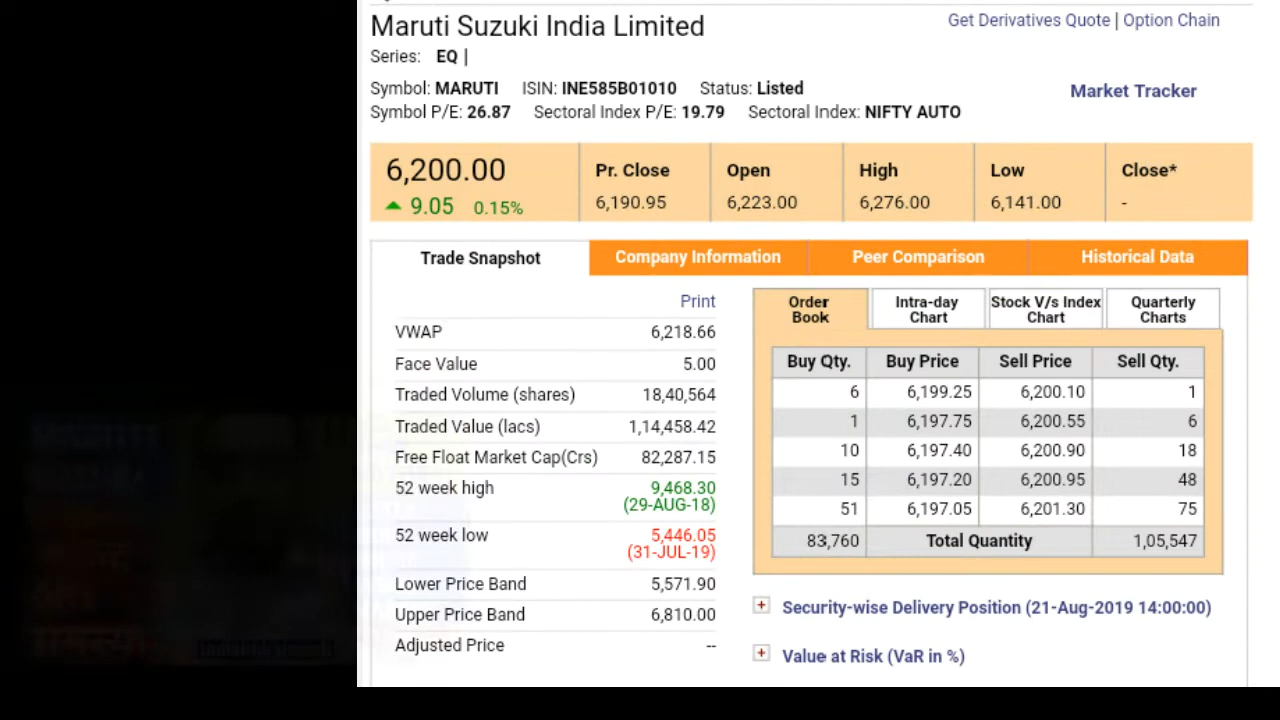 Maruti Suzuki India Limited
Get Derivatives Quote | Option Chain
Series: EQ |
Symbol: MARUTI ISIN: INE585B01010 Status: Listed
Market Tracker
Symbol P/E: 26.87 Sectoral Index P/E: 19.79 Sectoral Index: NIFTY AUTO
6,200.00 Pr. Close Open High Low Close*
9.05 0.15% 6,190.95 6,223.00 6,276.00 6,141.00 -
Trade Snapshot Company Information Peer Comparison Historical Data
Print
VWAP 6,218.66
Face Value 5.00
Traded Volume (shares) 18,40,564
Traded Value (lacs) 1,14,458.42
Free Float Market Cap(Crs) 82,287.15
52 week high 9,468.30
(29-AUG-18)
52 week low 5,446.05
(31-JUL-19)
Lower Price Band 5,571.90
Upper Price Band 6,810.00
Adjusted Price --
Order Intra-day Stock V/s Index Quarterly
Book Chart Chart Charts
Buy Qty. Buy Price Sell Price Sell Qty.
6 6,199.25 6,200.10 1
1 6,197.75 6,200.55 6
10 6,197.40 6,200.90 18
15 6,197.20 6,200.95 48
51 6,197.05 6,201.30 75
83,760 Total Quantity 1,05,547
+ Security-wise Delivery Position (21-Aug-2019 14:00:00)
+ Value at Risk (VaR in %)